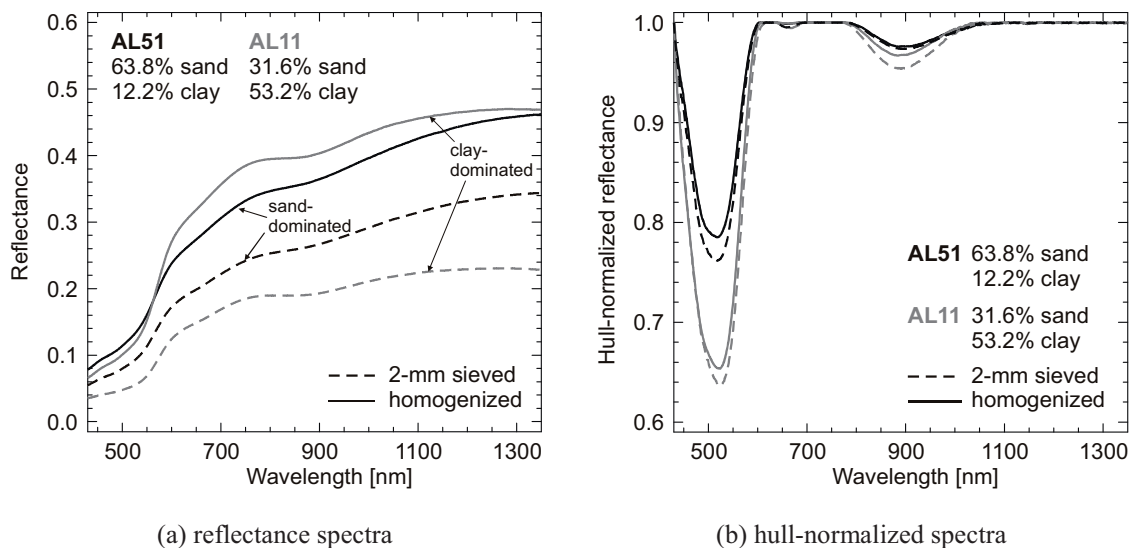 AL51 AL11
63.8% sand 31.6% sand
12.2% clay 53.2% clay
0.6
0.5
0.4
0.3
0.2
0.1
0.0
Reflectance
clay-
dominated
sand-
dominated
2-mm sieved
homogenized
500 700 900 1100 1300
Wavelength [nm]
(a) reflectance spectra
1.0
0.9
0.8
0.7
0.6
Hull-normalized reflectance
AL51 63.8% sand
12.2% clay
AL11 31.6% sand
53.2% clay
2-mm sieved
homogenized
500 700 900 1100 1300
Wavelength [nm]
(b) hull-normalized spectra